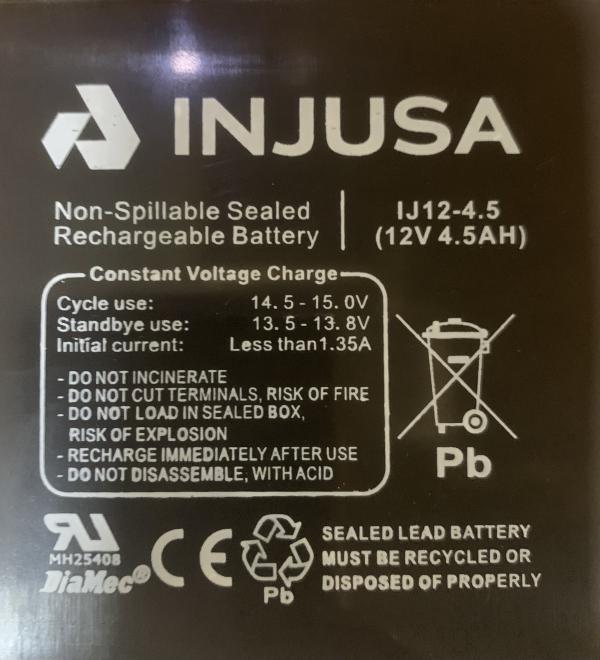 INJUSA
Non-Spillable Sealed
Rechargeable Battery
IJ12-4.5
(12V 4.5AH)
Constant Voltage Charge
Cycle use: 14.5-15.0V
Standbye use: 13.5-13.8V
Initial current: Less than1.35A
- DO NOT INCINERATE
- DO NOT CUT TERMINALS, RISK OF FIRE
- DO NOT LOAD IN SEALED BOX,
RISK OF EXPLOSION
- RECHARGE IMMEDIATELY AFTER USE
- DO NOT DISASSEMBLE, WITH ACID
Pb
RU
MH25408
DiaMec®
CE
Pb
SEALED LEAD BATTERY
MUST BE RECYCLED OR
DISPOSED OF PROPERLY